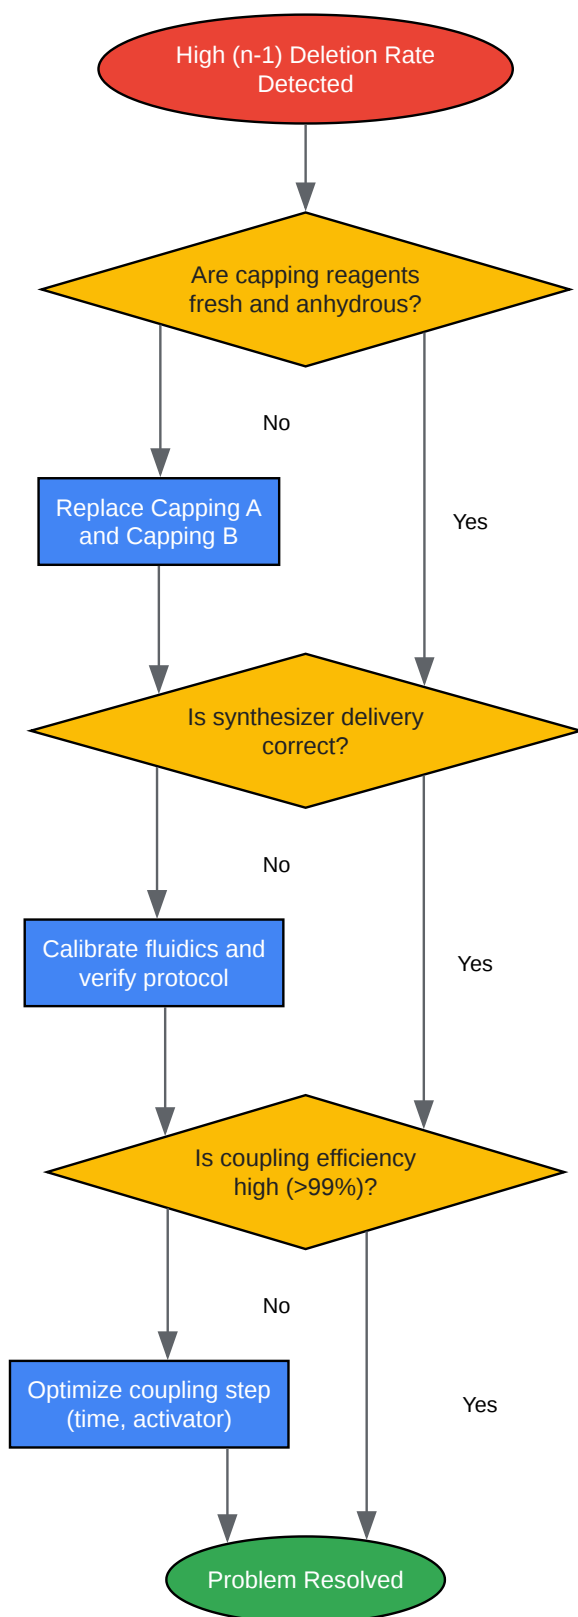 High (n-1) Deletion Rate
Detected
Are capping reagents
fresh and anhydrous?
No
Replace Capping A
and Capping B
Yes
Is synthesizer delivery
correct?
No
Calibrate fluidics and
verify protocol
Yes
Is coupling efficiency
high (>99%)?
No
Optimize coupling step
(time, activator)
Yes
Problem Resolved